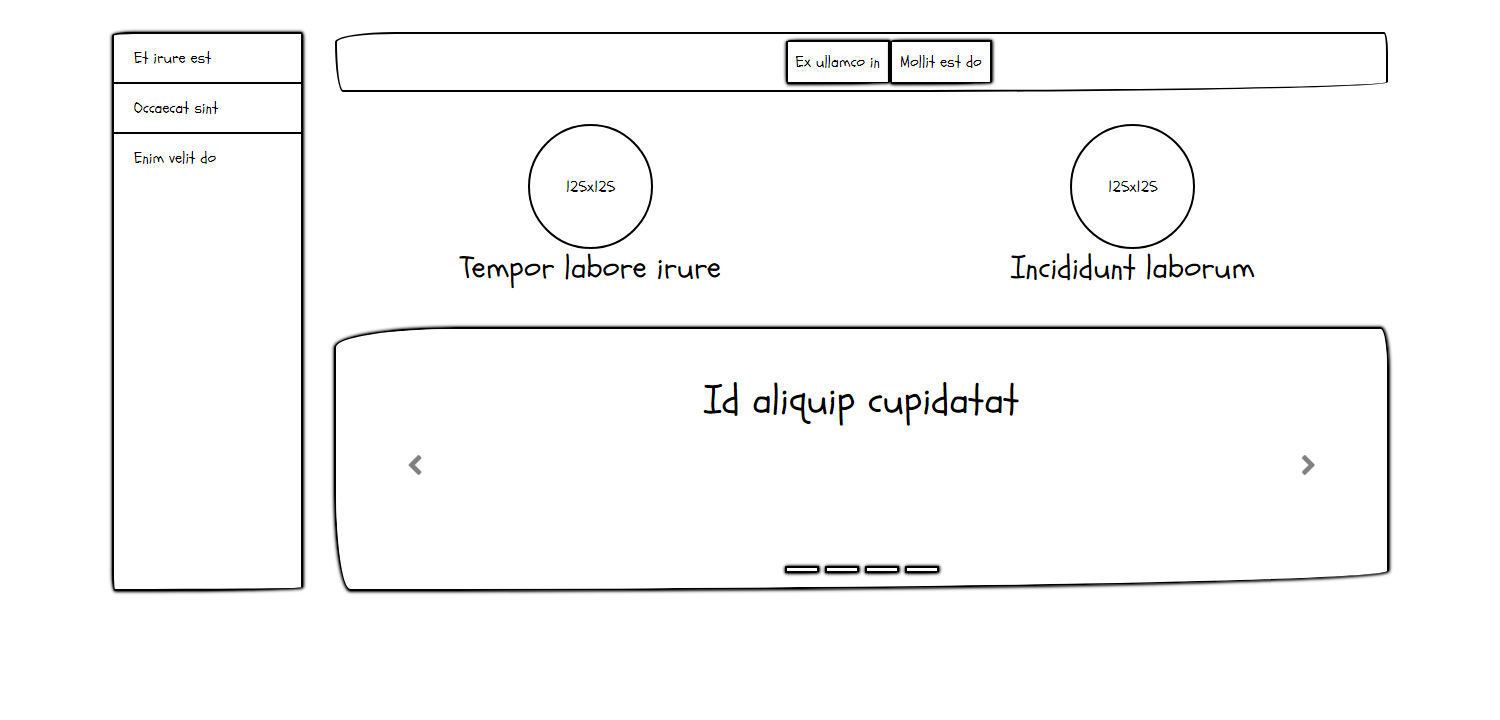 Et irure est
Occaecat sint
Enim velit do
Ex ullamco in
Mollit est do
125x125
Tempor labore irure
125x125
Incididunt laborum
Id aliquip cupidatat